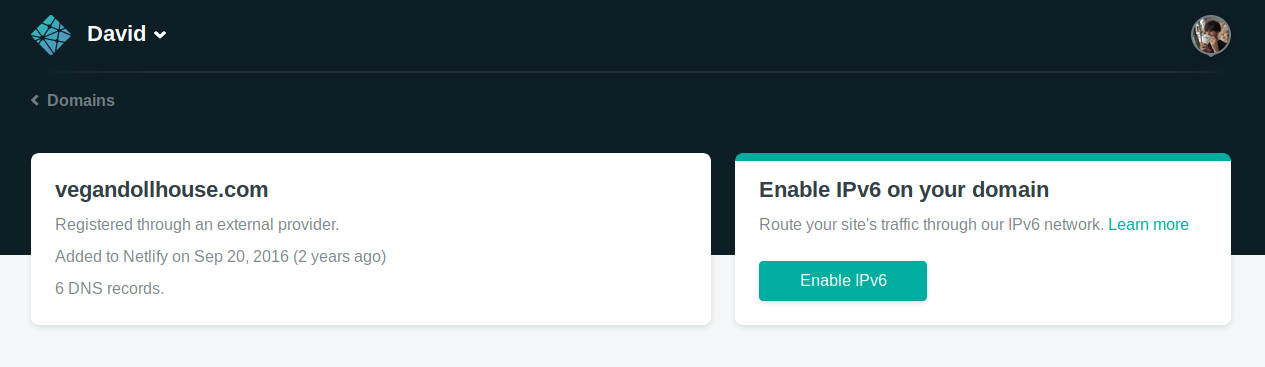 David
Domains
vegandollhouse.com
Registered through an external provider.
Added to Netlify on Sep 20, 2016 (2 years ago)
6 DNS records.
Enable IPv6 on your domain
Route your site's traffic through our IPv6 network. Learn more
Enable IPv6